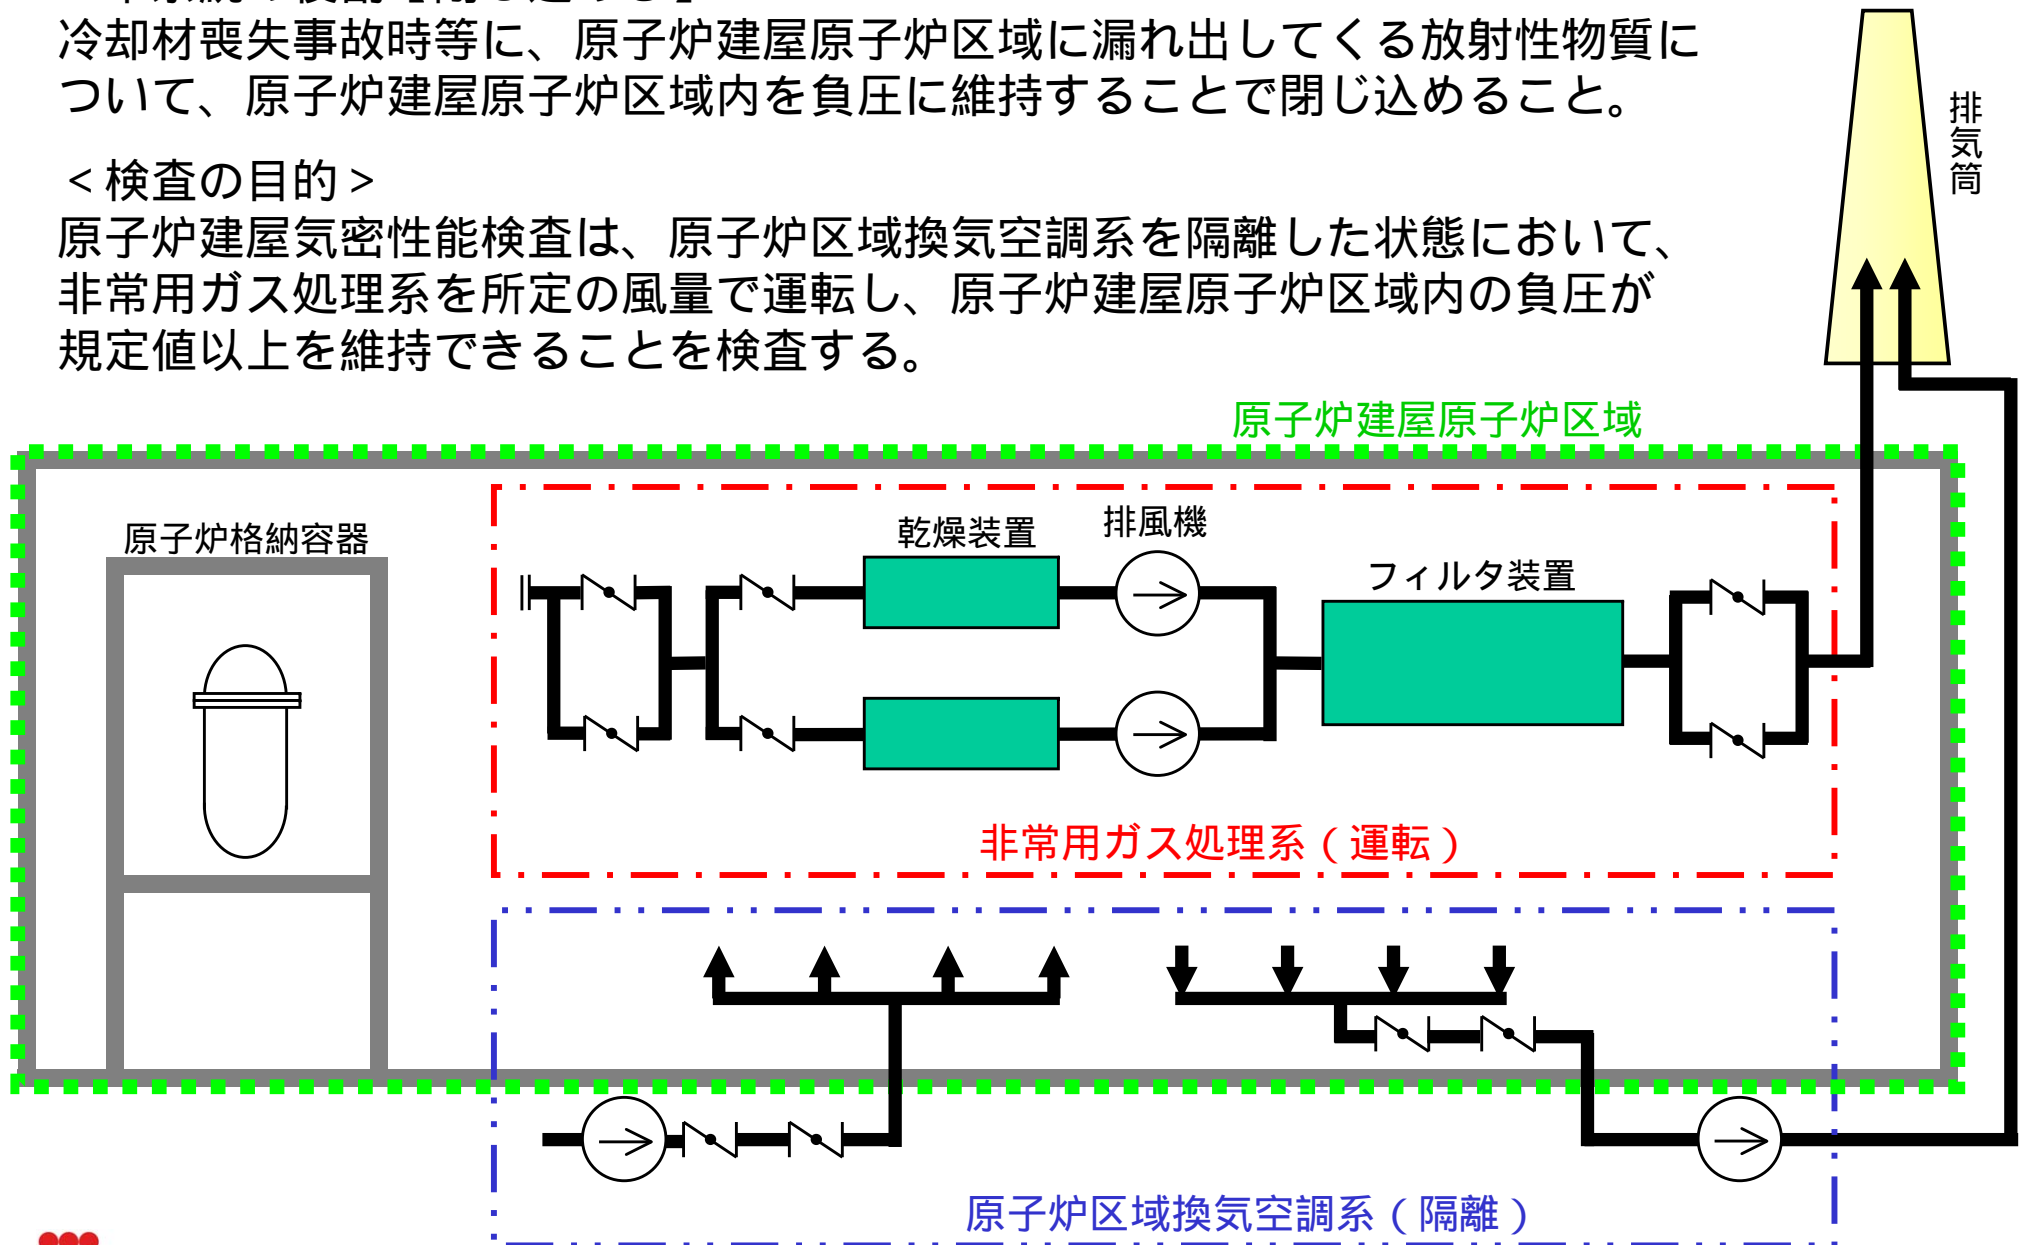 冷却材喪失事故時等に、原子炉建屋原子炉区域に漏れ出してくる放射性物質に
ついて、原子炉建屋原子炉区域内を負圧に維持することで閉じ込めること。
＜検査の目的＞
原子炉建屋気密性能検査は、原子炉区域換気空調系を隔離した状態において、
非常用ガス処理系を所定の風量で運転し、原子炉建屋原子炉区域内の負圧が
規定値以上を維持できることを検査する。
排気筒
原子炉建屋原子炉区域
原子炉格納容器
乾燥装置
排風機
フィルタ装置
非常用ガス処理系（運転）
原子炉区域換気空調系（隔離）